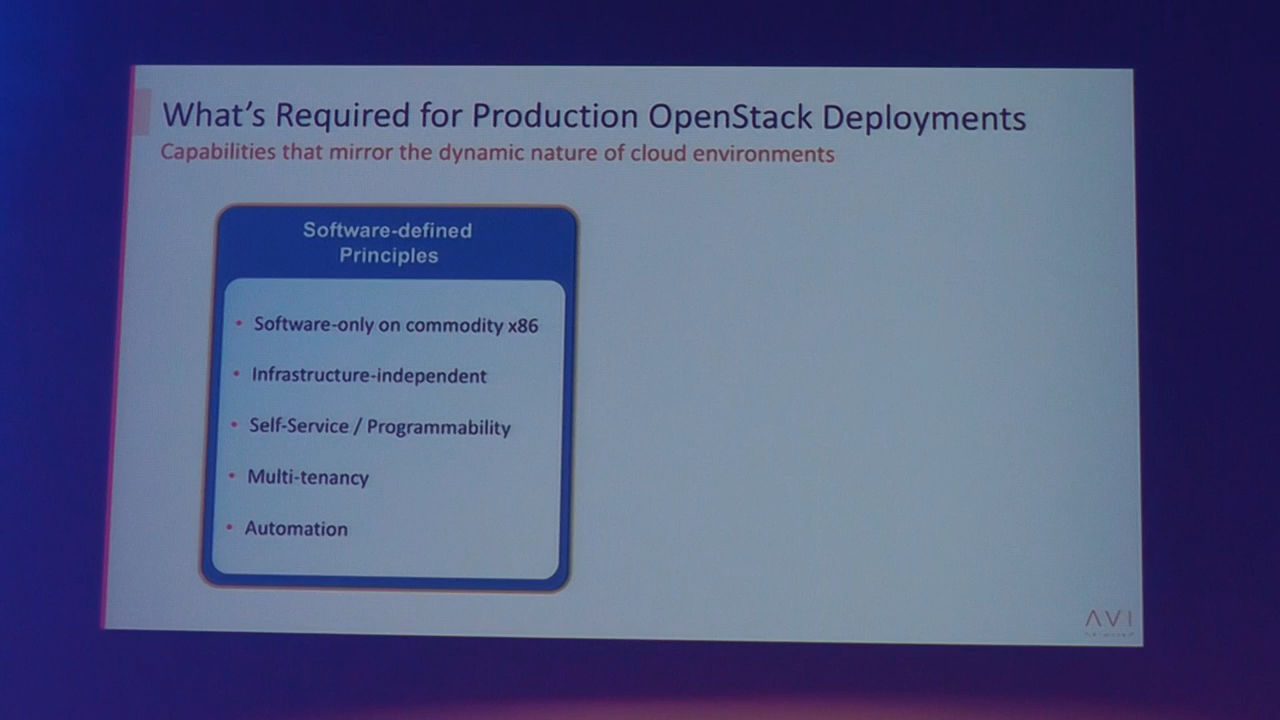 What's Required for Production OpenStack Deployments
Capabilities that mirror the dynamic nature of cloud environments
Software-defined
Principles
• Software-only on commodity x86
• Infrastructure-independent
• Self-Service / Programmability
• Multi-tenancy
• Automation
AVI